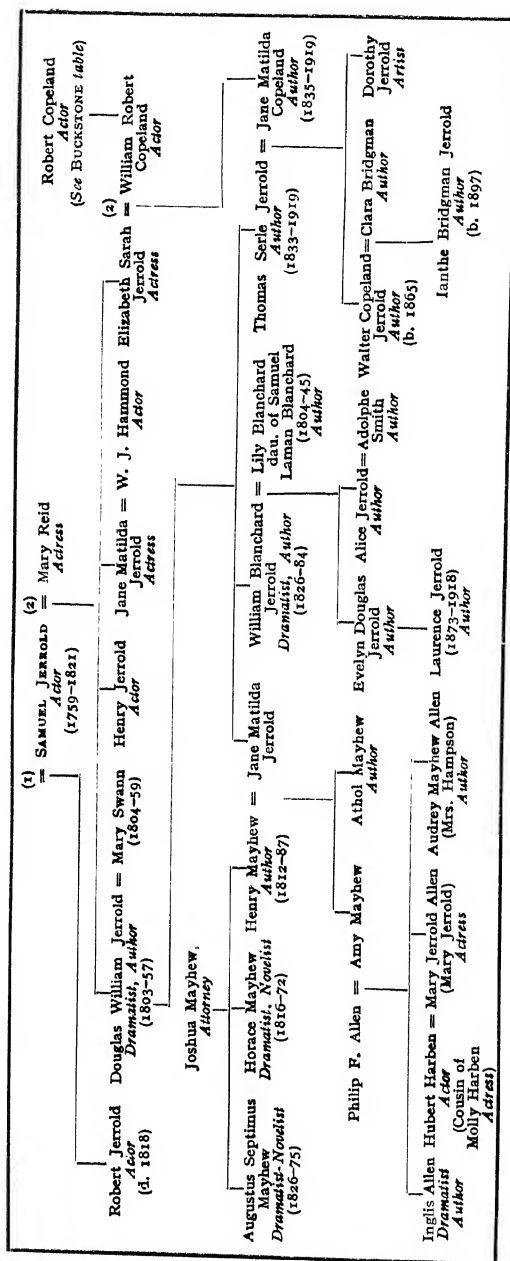 (1) (2)
= SAMUEL JERROLD = Mary Reid
Actor Actress
(1759–1821)
Robert Copeland
Actor
(See BUCKSTONE table)
Robert Jerrold
Actor
(d. 1818)
Douglas William Jerrold = Mary Swann
Dramatist, Author (1804–59)
(1803–57)
Henry Jerrold
Actor
Jane Matilda = W. J. Hammond
Jerrold Actor
Actress
(2)
Elizabeth Sarah = William Robert
Jerrold Copeland
Actress Actor
Joshua Mayhew,
Attorney
Augustus Septimus
Mayhew
Dramatist-Novelist
(1826–75)
Horace Mayhew
Dramatist, Novelist
(1816–72)
Henry Mayhew = Jane Matilda
Author Jerrold
(1812–87)
William Blanchard = Lily Blanchard
Jerrold dau. of Samuel
Dramatist, Author Laman Blanchard
(1826–84) (1804–45)
Author
Thomas Serle Jerrold = Jane Matilda
Author Copeland
(1833–1919) Author
(1835–1919)
Philip F. Allen = Amy Mayhew
Athol Mayhew
Author
Evelyn Douglas
Jerrold
Author
Alice Jerrold = Adolphe
Author Smith
Author
Walter Copeland = Clara Bridgman
Jerrold Author
Author
(b. 1865)
Dorothy
Jerrold
Artist
Inglis Allen
Dramatist
Author
Hubert Harben = Mary Jerrold Allen
Actor (Mary Jerrold)
(Cousin of Actress
Molly Harben
Actress)
Audrey Mayhew Allen
(Mrs. Hampson)
Author
Laurence Jerrold
(1873–1918)
Author
Ianthe Bridgman Jerrold
Author
(b. 1897)